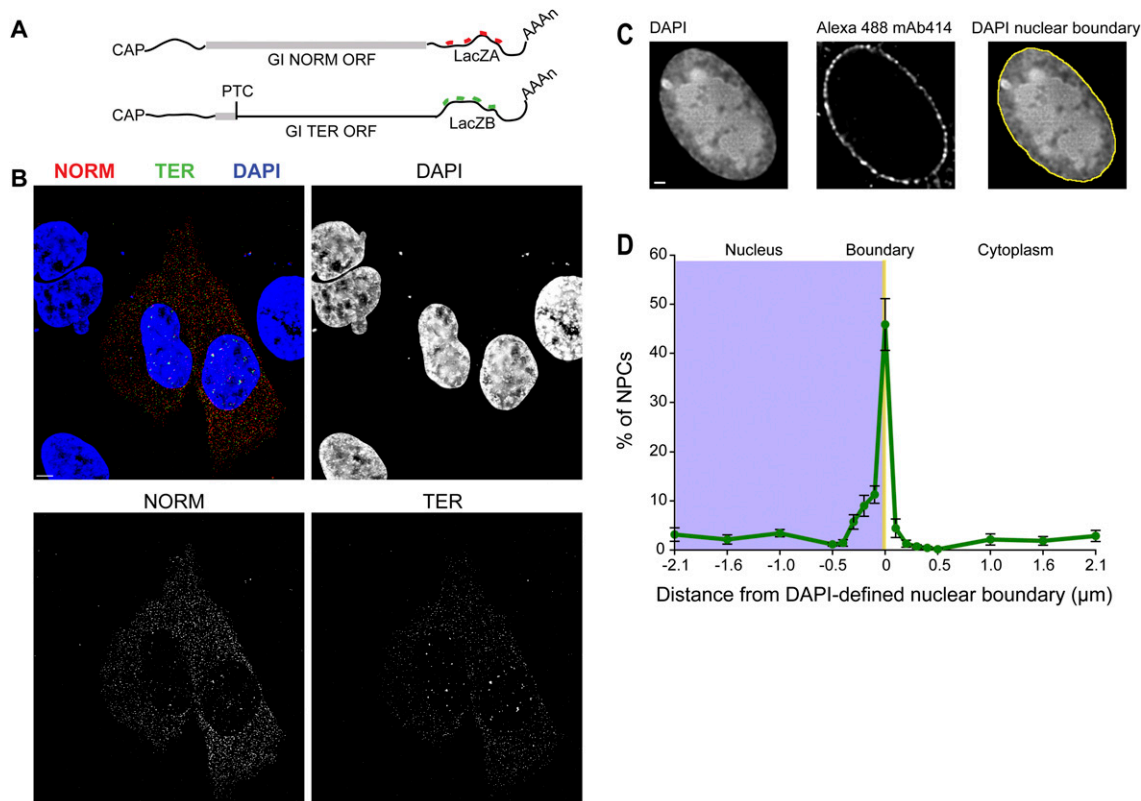 A
CAP
GI NORM ORF
LacZA
AAAn
PTC
CAP
GI TER ORF
LacZB
AAAn
B
NORM TER DAPI
DAPI
NORM
TER
C
DAPI
Alexa 488 mAb414
DAPI nuclear boundary
D
Nucleus
Boundary
Cytoplasm
% of NPCs
60
50
40
30
20
10
0
-2.1 -1.6 -1.0 -0.5 0 0.5 1.0 1.6 2.1
Distance from DAPI-defined nuclear boundary (µm)